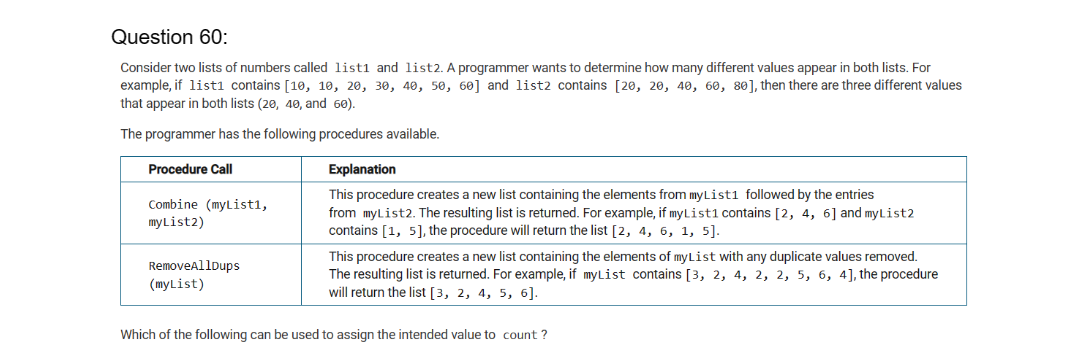 Question 60:
Consider two lists of numbers called list1 and list2. A programmer wants to determine how many different values appear in both lists. For
example, if list1 contains [10, 10, 20, 30, 40, 50, 60] and list2 contains [20, 20, 40, 60, 80], then there are three different values
that appear in both lists (20, 40, and 60).
The programmer has the following procedures available.
Procedure Call
Explanation
Combine (myList1,
myList2)
This procedure creates a new list containing the elements from myList1 followed by the entries
from myList2. The resulting list is returned. For example, if myList1 contains [2, 4, 6] and myList2
contains [1, 5], the procedure will return the list [2, 4, 6, 1, 5].
RemoveAllDups
(myList)
This procedure creates a new list containing the elements of myList with any duplicate values removed.
The resulting list is returned. For example, if myList contains [3, 2, 4, 2, 2, 5, 6, 4], the procedure
will return the list [3, 2, 4, 5, 6].
Which of the following can be used to assign the intended value to count ?